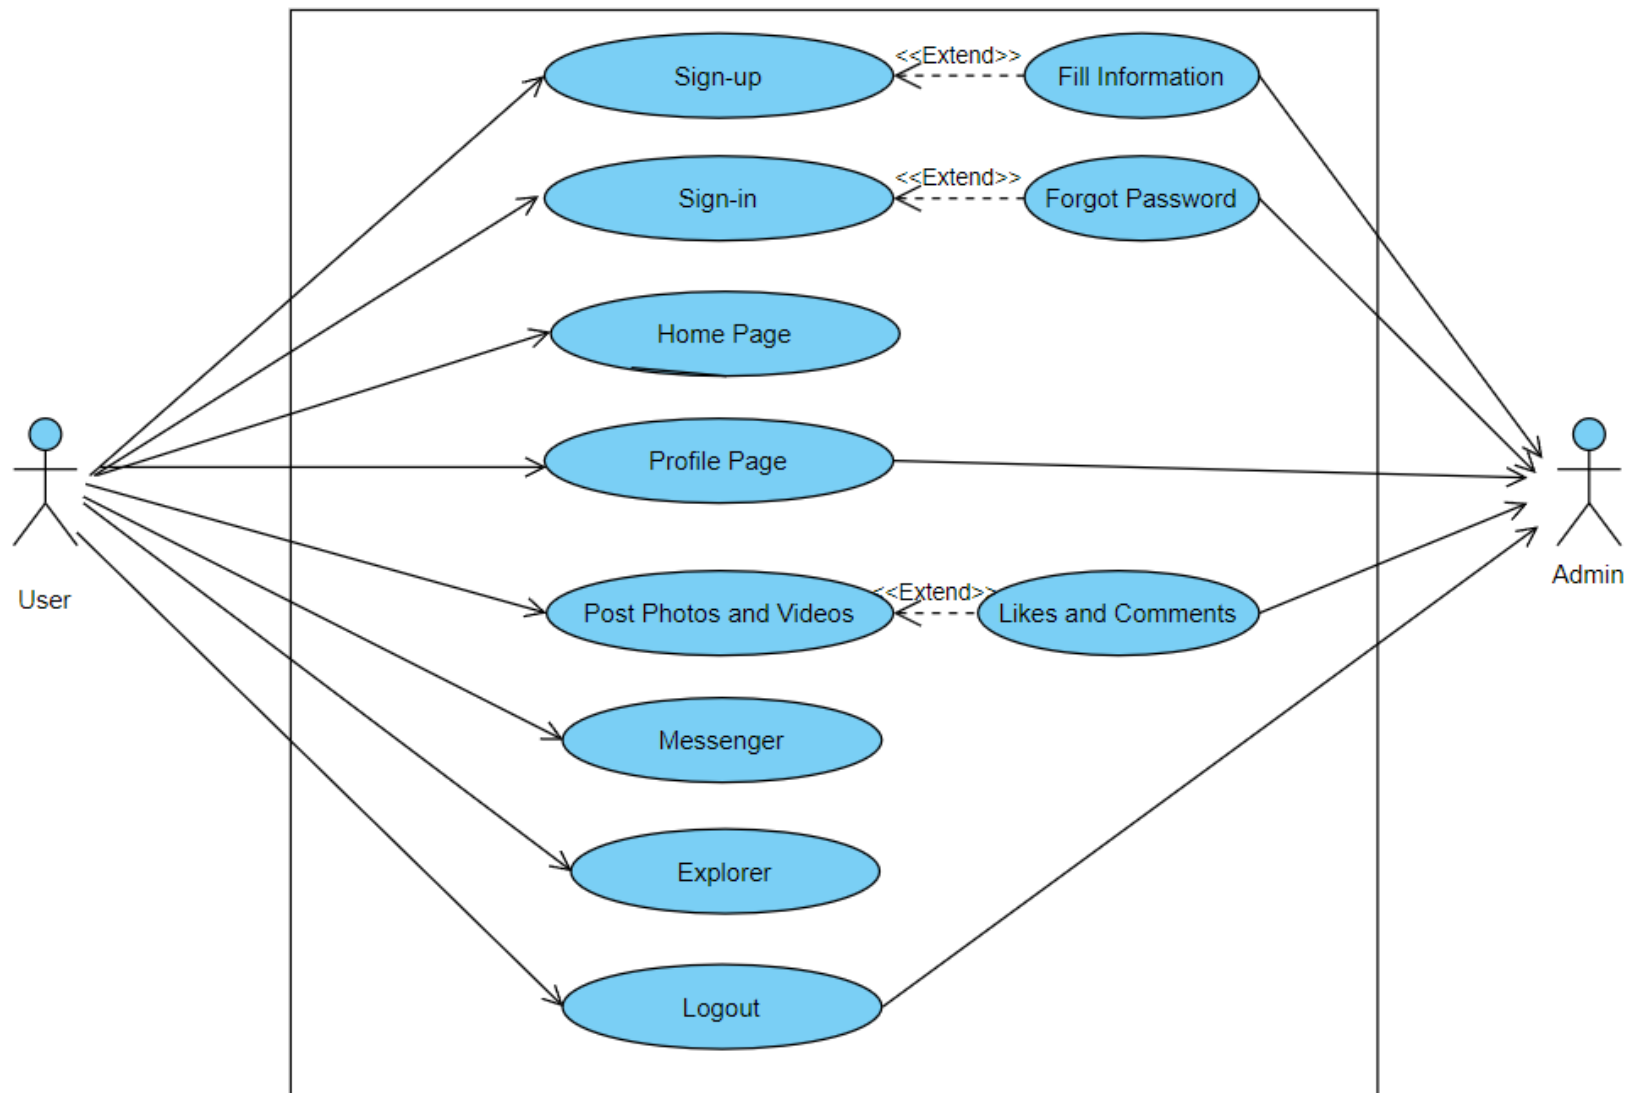 Sign-up
<<Extend>>
Fill Information
Sign-in
<<Extend>>
Forgot Password
Home Page
Profile Page
User
Admin
Post Photos and Videos
<<Extend>>
Likes and Comments
Messenger
Explorer
Logout